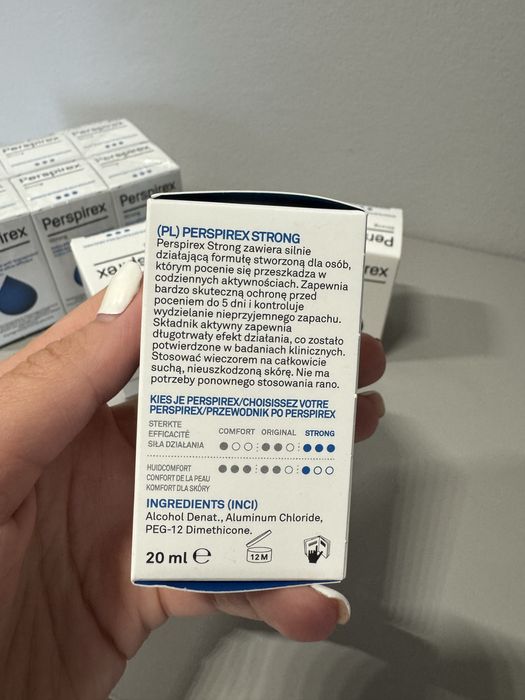 Perspirex
Perspirex
Perspirex
Strong
irex
(PL) PERSPIREX STRONG
Perspirex Strong zawiera silnie
działającą formułę stworzoną dla osób,
którym pocenie się przeszkadza w
codziennych aktywnościach. Zapewnia
bardzo skuteczną ochronę przed
poceniem do 5 dni i kontroluje
wydzielanie nieprzyjemnego zapachu.
Składnik aktywny zapewnia
długotrwały efekt działania, co zostało
potwierdzone w badaniach klinicznych.
Stosować wieczorem na całkowicie
suchą, nieuszkodzoną skórę. Nie ma
potrzeby ponownego stosowania rano.
KIES JE PERSPIREX/CHOISISSEZ VOTRE
PERSPIREX/PRZEWODNIK PO PERSPIREX
STERKTE
EFFICACITÉ
SIŁA DZIAŁANIA
COMFORT ORIGINAL STRONG
HUIDCOMFORT
CONFORT DE LA PEAU
KOMFORT DLA SKÓRY
INGREDIENTS (INCI)
Alcohol Denat., Aluminum Chloride,
PEG-12 Dimethicone.
20 ml ℮
12 M